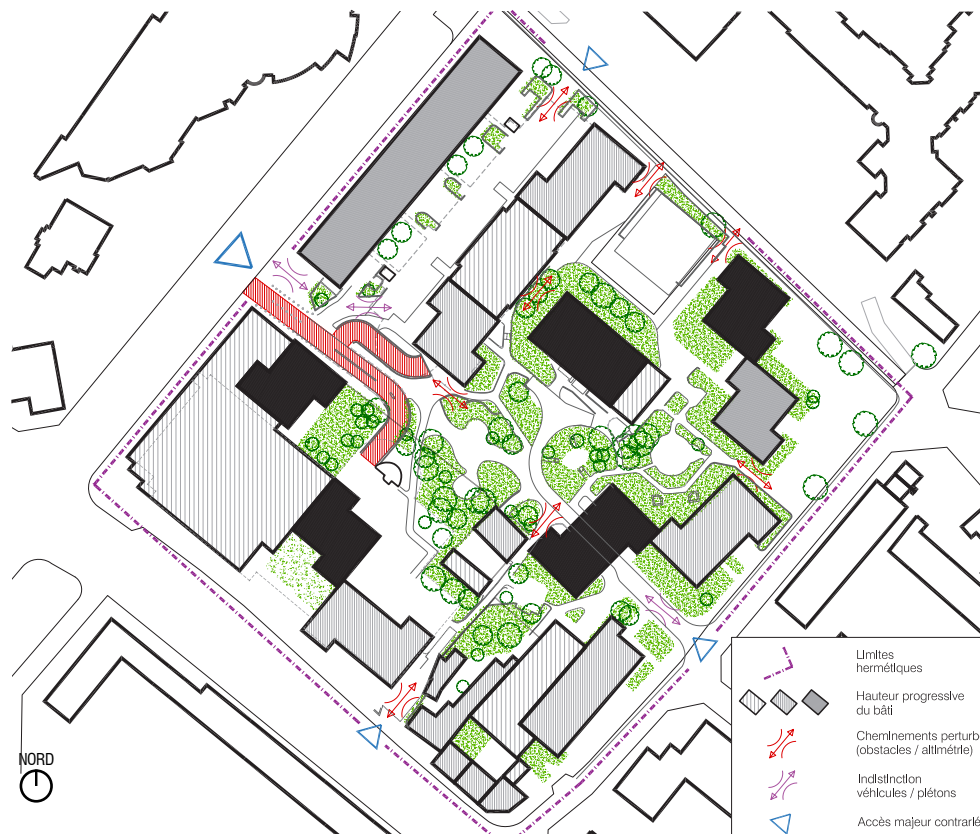 NORD
Limites
hermétiques
Hauteur progressive
du bâti
Cheminements perturb
(obstacles / altimétrie)
Indistinction
véhicules / piétons
Accès majeur contrarié